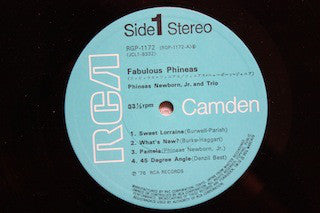 Side 1 Stereo
RGP-1172 (RGP-1172-A)
(JCL1-8002)
Fabulous Phineas
Phineas Newborn, Jr. and Trio
33⅓rpm
RCA
Camden
1. Sweet Lorraine (Burwell-Parish)
2. What's New? (Burke-Haggart)
3. Pamela (Phineas Newborn, Jr.)
4. 45 Degree Angle (Denzil Best)
℗ '76 RCA RECORDS